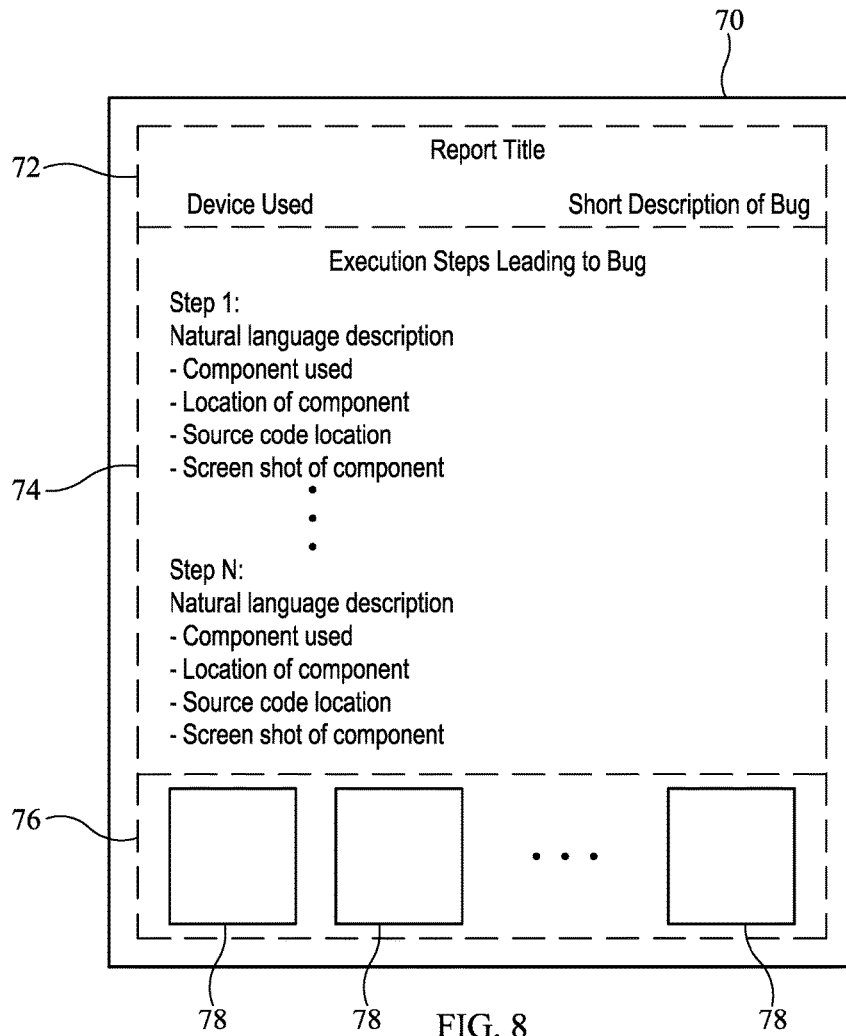 70
72
Report Title
Device Used Short Description of Bug
Execution Steps Leading to Bug
Step 1:
Natural language description
- Component used
- Location of component
- Source code location
- Screen shot of component
74
Step N:
Natural language description
- Component used
- Location of component
- Source code location
- Screen shot of component
76
78 78 78
FIG. 8